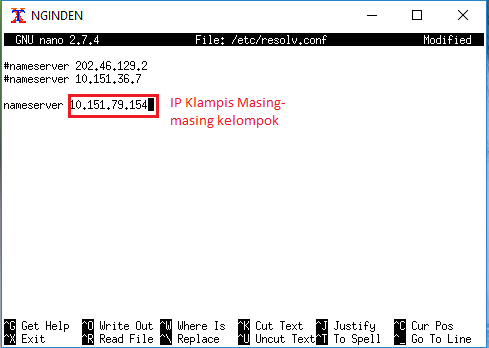 NGINDEN
GNU nano 2.7.4 File: /etc/resolv.conf Modified
#nameserver 202.46.129.2
#nameserver 10.151.36.7
nameserver 10.151.79.154
IP Klampis Masing-
masing kelompok
^G Get Help ^O Write Out ^W Where Is ^K Cut Text ^J Justify ^C Cur Pos
^X Exit ^R Read File ^\ Replace ^U Uncut Text ^T To Spell ^_ Go To Line